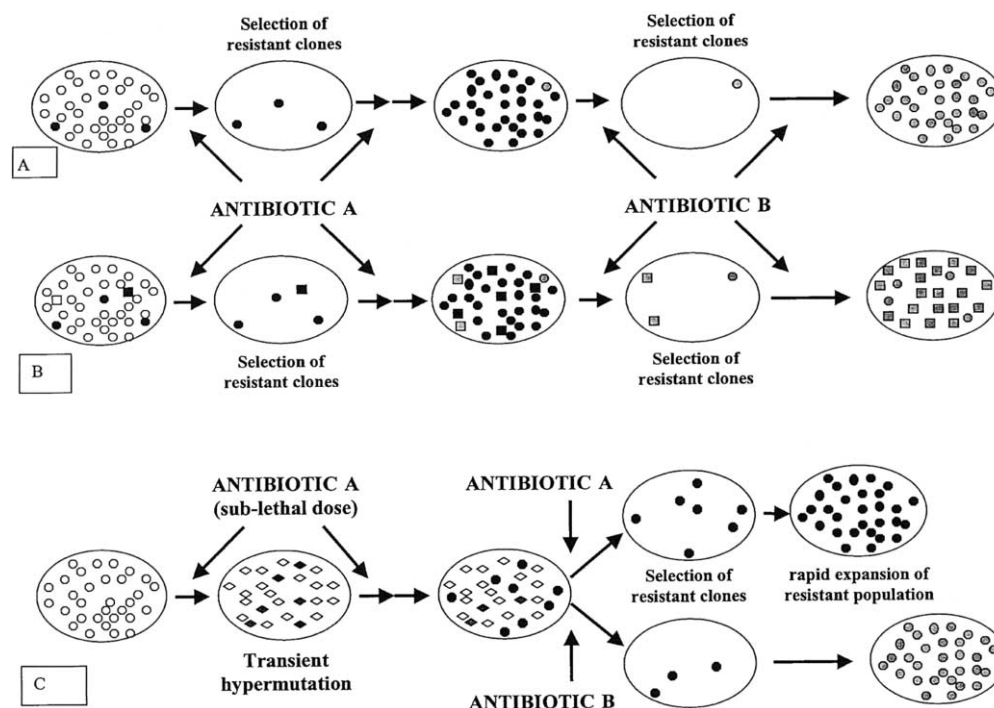 Selection of
resistant clones
Selection of
resistant clones
A
ANTIBIOTIC A
ANTIBIOTIC B
B
Selection of
resistant clones
Selection of
resistant clones
ANTIBIOTIC A
(sub-lethal dose)
ANTIBIOTIC A
Selection of
resistant clones
rapid expansion of
resistant population
Transient
hypermutation
C
ANTIBIOTIC B